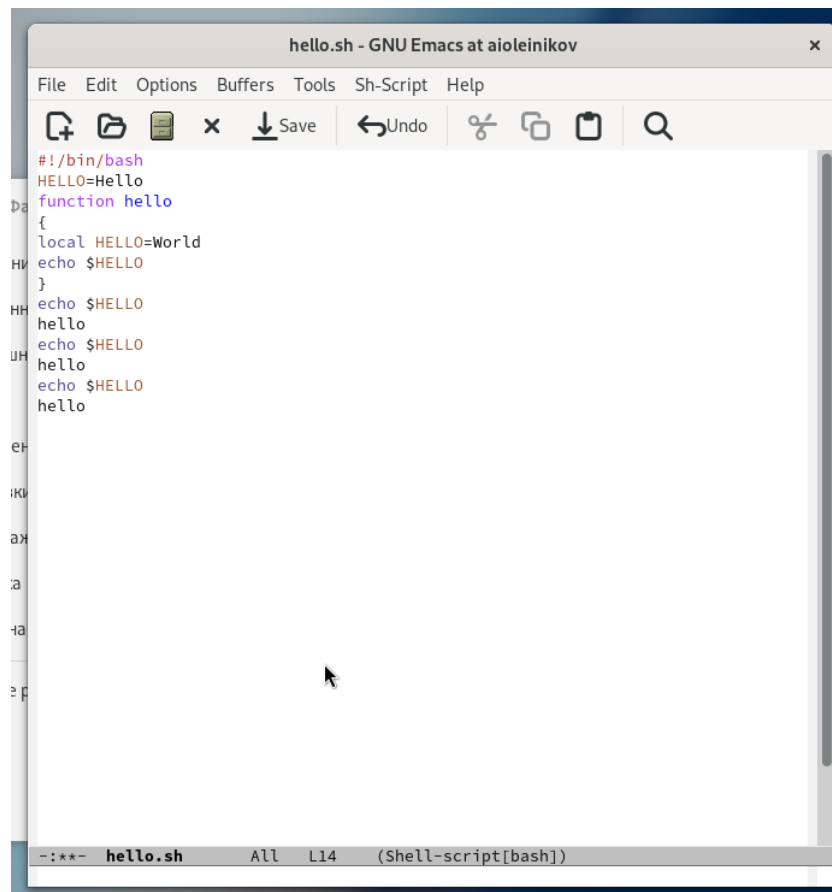 hello.sh - GNU Emacs at aioleinikov
File Edit Options Buffers Tools Sh-Script Help
Save Undo
#!/bin/bash
HELLO=Hello
function hello
{
local HELLO=World
echo $HELLO
}
echo $HELLO
hello
echo $HELLO
hello
echo $HELLO
hello
-:**- hello.sh All L14 (Shell-script[bash])